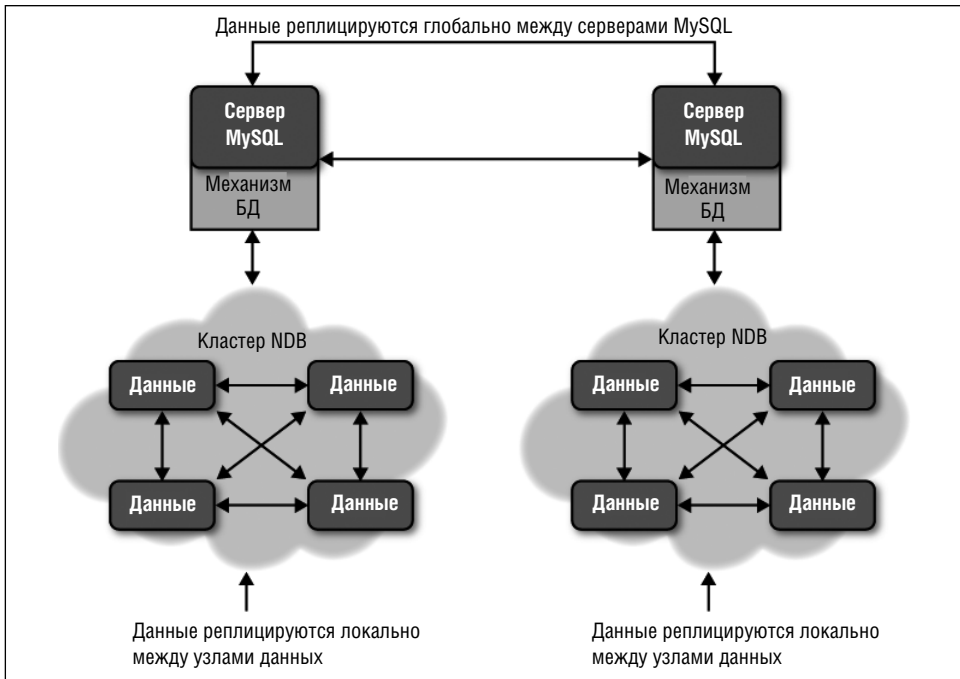 Данные реплицируются глобально между серверами MySQL
Сервер
MySQL
Механизм
БД
Сервер
MySQL
Механизм
БД
Кластер NDB
Данные
Данные
Данные
Данные
Кластер NDB
Данные
Данные
Данные
Данные
Данные реплицируются локально
между узлами данных
Данные реплицируются локально
между узлами данных